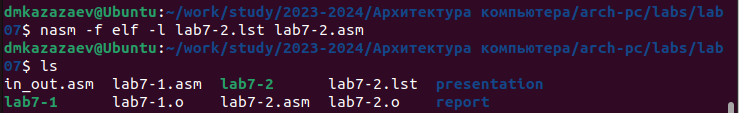 dmkazazaev@Ubuntu:~/work/study/2023-2024/Архитектура компьютера/arch-pc/labs/lab
07$ nasm -f elf -l lab7-2.lst lab7-2.asm
dmkazazaev@Ubuntu:~/work/study/2023-2024/Архитектура компьютера/arch-pc/labs/lab
07$ ls
in_out.asm  lab7-1.asm  lab7-2      lab7-2.lst  presentation
lab7-1      lab7-1.o    lab7-2.asm  lab7-2.o    report